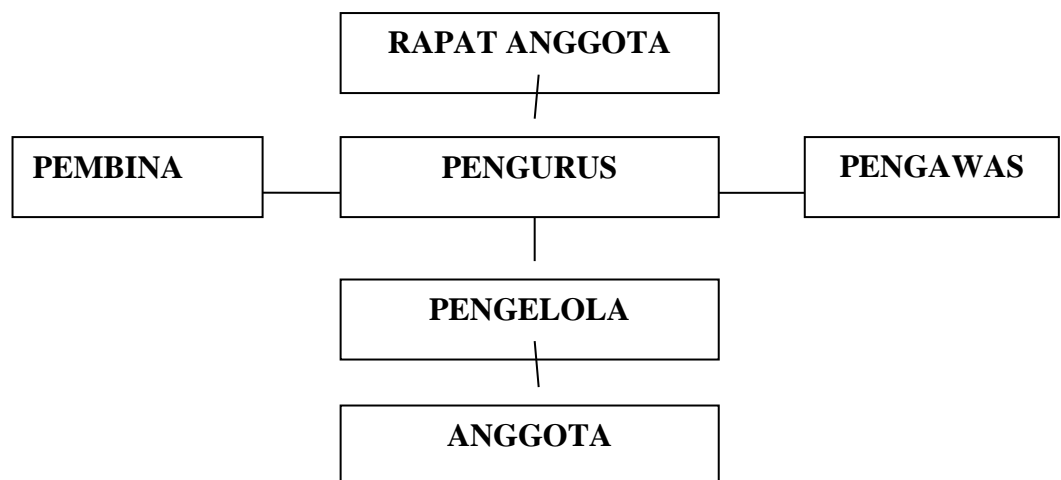 RAPAT ANGGOTA
PEMBINA
PENGURUS
PENGAWAS
PENGELOLA
ANGGOTA